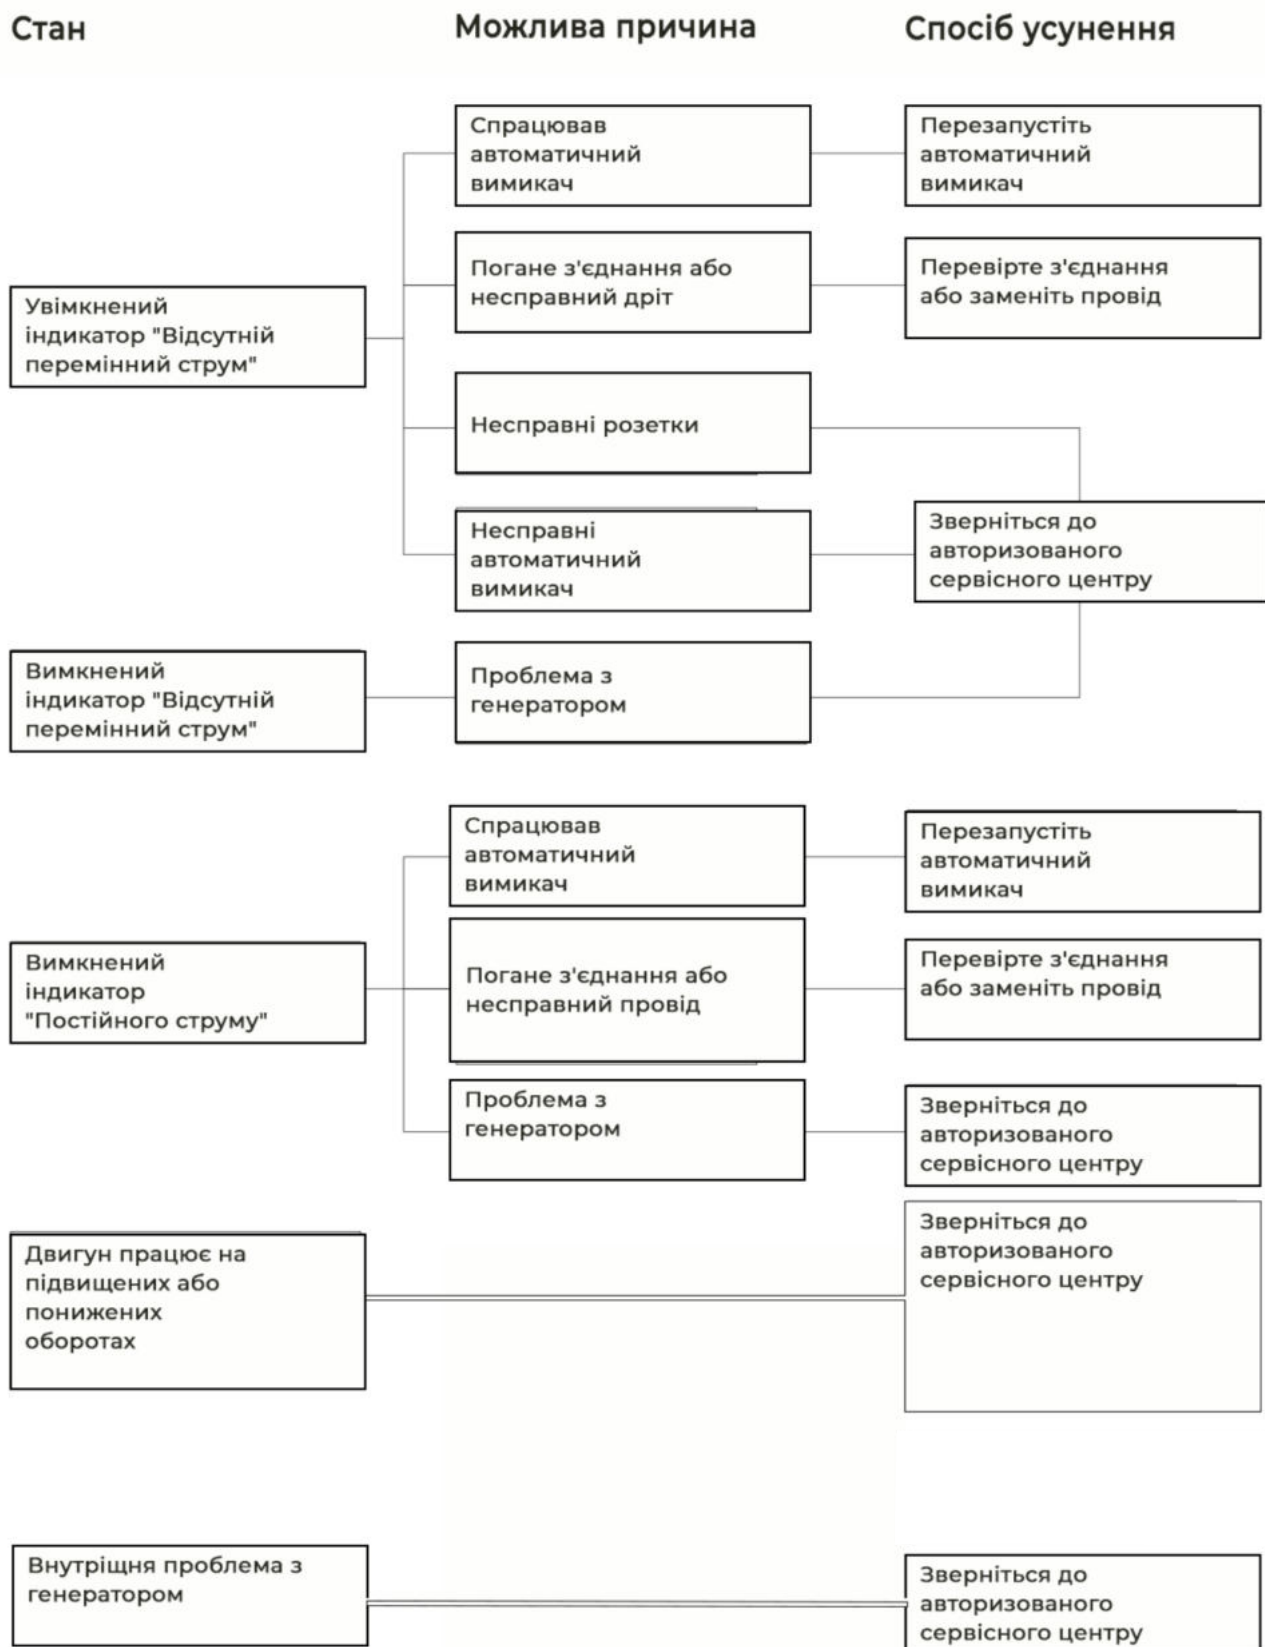 Стан
Можлива причина
Спосіб усунення
Увімкнений
індикатор "Відсутній
перемінний струм"
Спрацював
автоматичний
вимикач
Перезапустіть
автоматичний
вимикач
Погане з'єднання або
несправний дріт
Перевірте з'єднання
або заменіть провід
Несправні розетки
Несправні
автоматичний
вимикач
Зверніться до
авторизованого
сервісного центру
Вимкнений
індикатор "Відсутній
перемінний струм"
Проблема з
генератором
Вимкнений
індикатор
"Постійного струму"
Спрацював
автоматичний
вимикач
Перезапустіть
автоматичний
вимикач
Погане з'єднання або
несправний провід
Перевірте з'єднання
або заменіть провід
Проблема з
генератором
Зверніться до
авторизованого
сервісного центру
Двигун працює на
підвищених або
понижених
оборотах
Зверніться до
авторизованого
сервісного центру
Внутріщня проблема з
генератором
Зверніться до
авторизованого
сервісного центру